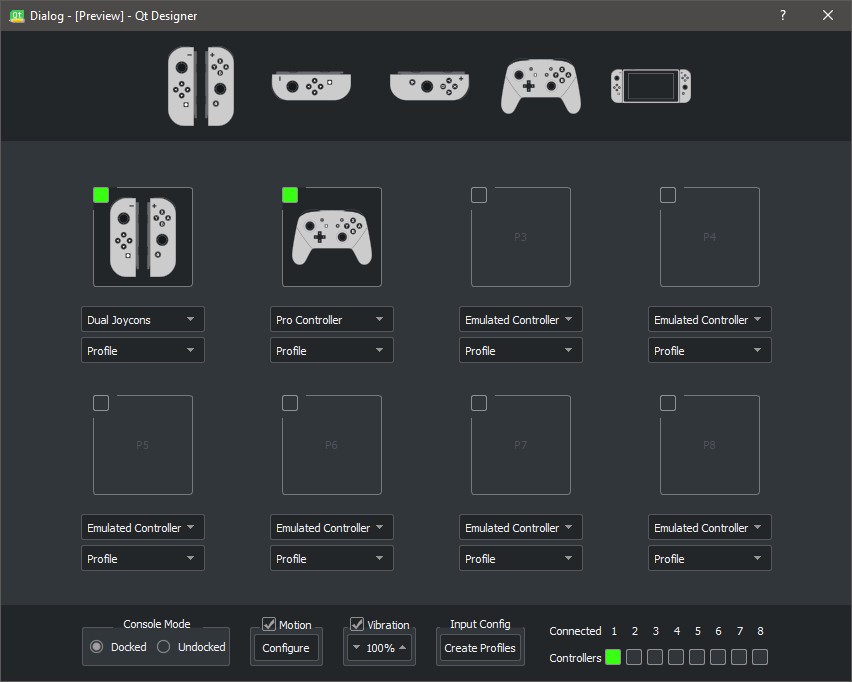 Dialog - [Preview] - Qt Designer
P3
P4
Dual Joycons
Pro Controller
Emulated Controller
Emulated Controller
Profile
Profile
Profile
Profile
P5
P6
P7
P8
Emulated Controller
Emulated Controller
Emulated Controller
Emulated Controller
Profile
Profile
Profile
Profile
Console Mode
Docked
Undocked
Motion
Configure
Vibration
100%
Input Config
Create Profiles
Connected 1 2 3 4 5 6 7 8
Controllers